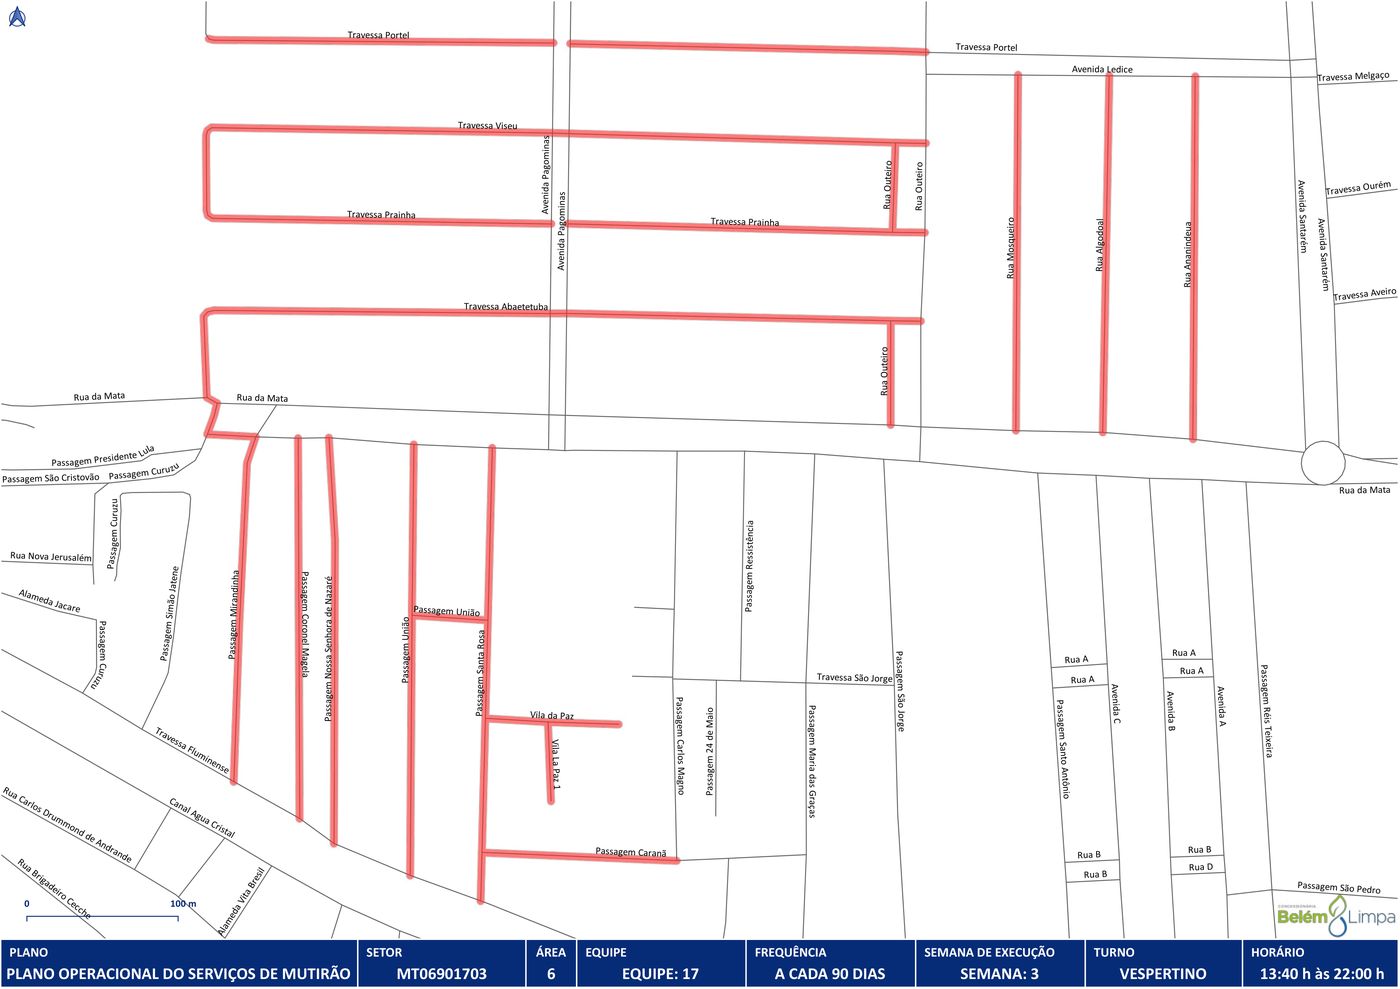 Travessa Portel
Travessa Portel
Avenida Ledice
Travessa Melgaço
Travessa Viseu
Avenida Pagominas
Avenida Pagominas
Rua Outeiro
Rua Outeiro
Travessa Prainha
Travessa Prainha
Rua Mosqueiro
Rua Algodoal
Rua Ananindena
Avenida Santarém
Avenida Santarém
Travessa Ourém
Travessa Aveiro
Travessa Abaetetuba
Rua Outeiro
Rua da Mata
Rua da Mata
Rua da Mata
Passagem Presidente Lula
Passagem São Cristovão
Passagem Curuzu
Passagem Curuzu
Rua Nova Jerusalém
Alameda Jacare
Passagem Curuzu
Passagem Simão Jatene
Passagem Mirandinha
Passagem Coronel Magela
Passagem Nossa Senhora de Nazaré
Passagem União
Passagem União
Passagem Santa Rosa
Vila da Paz
Vila La Paz 1
Passagem Caranã
Passagem Ressistência
Passagem Carlos Magno
Passagem 24 de Maio
Travessa São Jorge
Passagem Maria das Graças
Passagem São Jorge
Rua A
Rua A
Passagem Santo Antônio
Avenida C
Rua A
Rua A
Avenida B
Avenida A
Passagem Réis Teixeira
Rua B
Rua B
Rua B
Rua D
Passagem São Pedro
Travessa Fluminense
Canal Agua Cristal
Rua Carlos Drummond de Andrande
Rua Brigadeiro Cecche
Alameda Vita Bresil
0 100 m
CONCESSIONÁRIA
Belém Limpa
PLANO
PLANO OPERACIONAL DO SERVIÇOS DE MUTIRÃO
SETOR
MT06901703
ÁREA
6
EQUIPE
EQUIPE: 17
FREQUÊNCIA
A CADA 90 DIAS
SEMANA DE EXECUÇÃO
SEMANA: 3
TURNO
VESPERTINO
HORÁRIO
13:40 h às 22:00 h